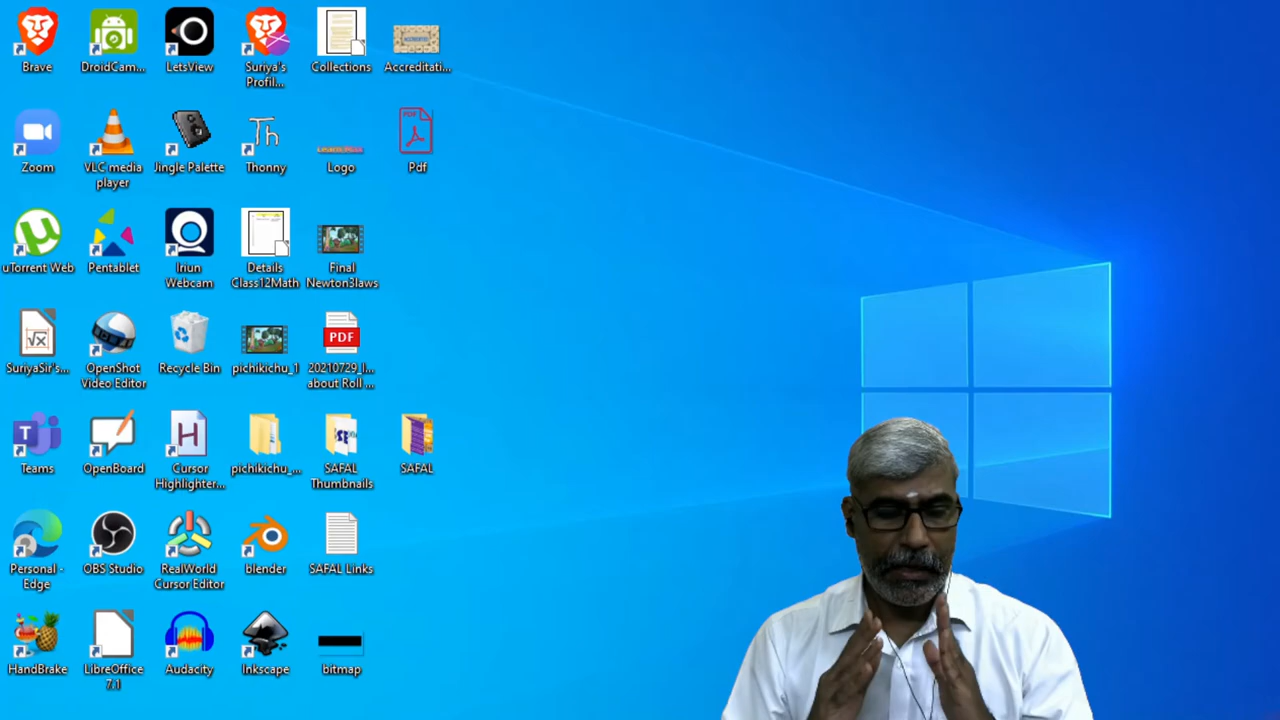 Brave
DroidCam...
LetsView
Suriya's
Profil...
Collections
Accreditati...
Zoom
VLC media
player
Jingle Palette
Th
Thonny
Logo
PDF
Pdf
uTorrent Web
Pentablet
Iriun
Webcam
Details
Class12Math
Final
Newton3laws
√x
SuriyaSir's...
OpenShot
Video Editor
Recycle Bin
pichikichu_1
PDF
20210729_I...
about Roll ...
T
Teams
OpenBoard
H
Cursor
Highlighter...
pichikichu_...
SAFAL
Thumbnails
SAFAL
Personal -
Edge
OBS Studio
RealWorld
Cursor Editor
blender
SAFAL Links
HandBrake
LibreOffice
7.1
Audacity
Inkscape
bitmap